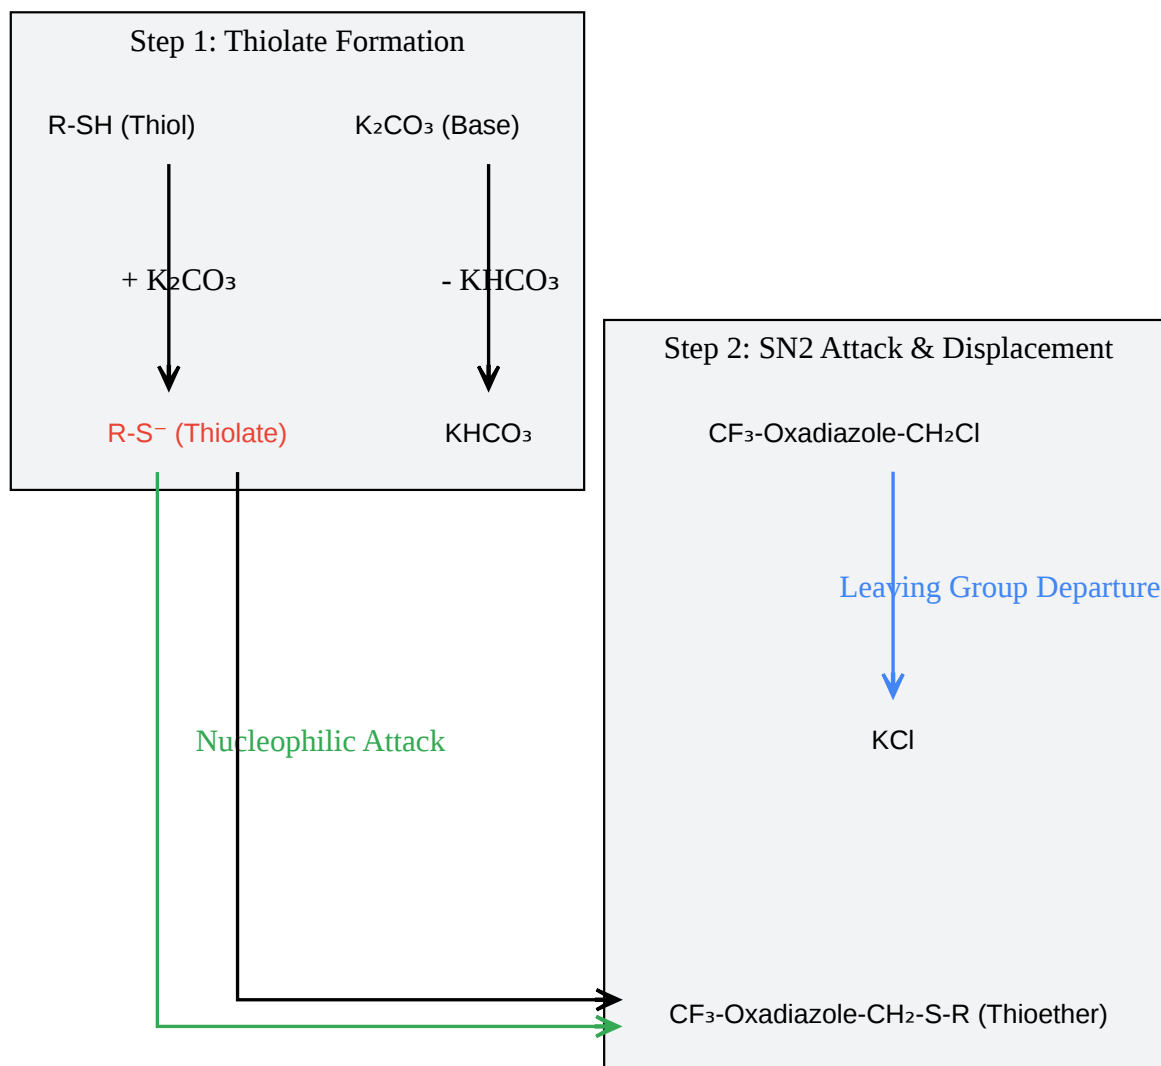 Step 1: Thiolate Formation
R-SH (Thiol)
K₂CO₃ (Base)
+ K₂CO₃
- KHCO₃
R-S⁻ (Thiolate)
KHCO₃
Step 2: SN2 Attack & Displacement
CF₃-Oxadiazole-CH₂Cl
Leaving Group Departure
Nucleophilic Attack
KCl
CF₃-Oxadiazole-CH₂-S-R (Thioether)